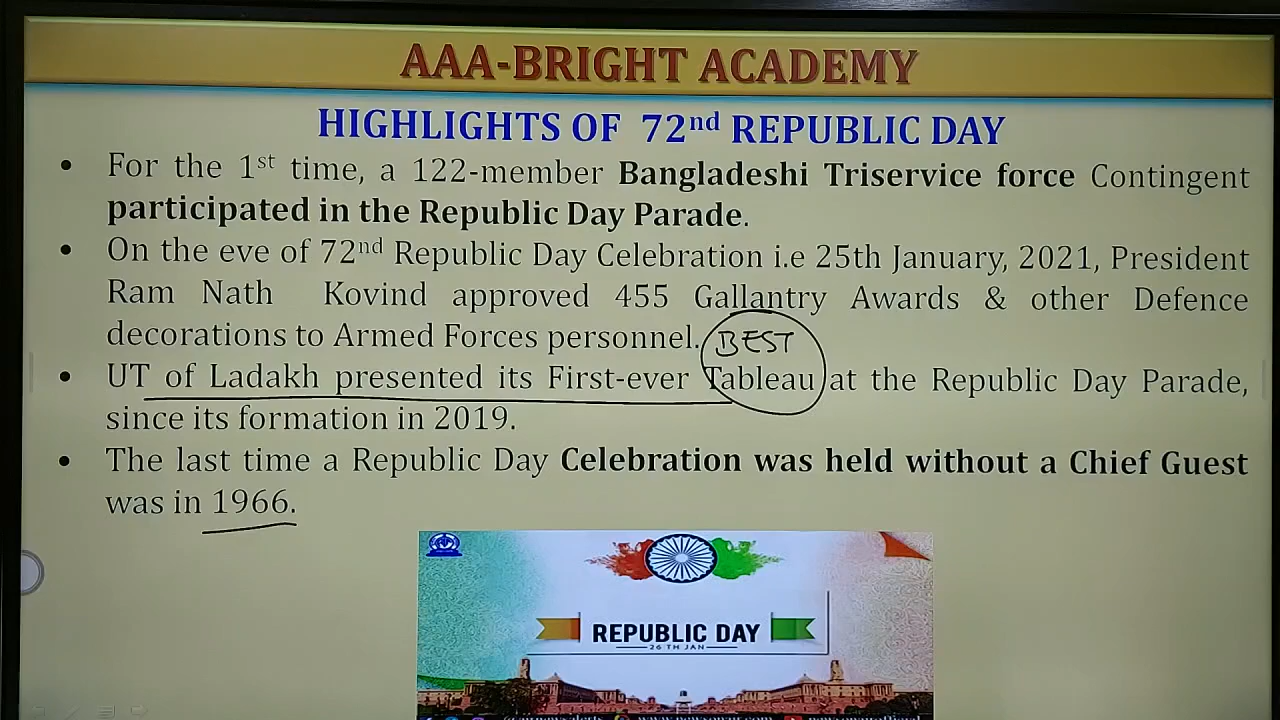 AAA-BRIGHT ACADEMY
HIGHLIGHTS OF 72nd REPUBLIC DAY
• For the 1st time, a 122-member Bangladeshi Triservice force Contingent
participated in the Republic Day Parade.
• On the eve of 72nd Republic Day Celebration i.e 25th January, 2021, President
Ram Nath Kovind approved 455 Gallantry Awards & other Defence
decorations to Armed Forces personnel.
BEST
• UT of Ladakh presented its First-ever Tableau at the Republic Day Parade,
since its formation in 2019.
• The last time a Republic Day Celebration was held without a Chief Guest
was in 1966.
REPUBLIC DAY
26 TH JAN